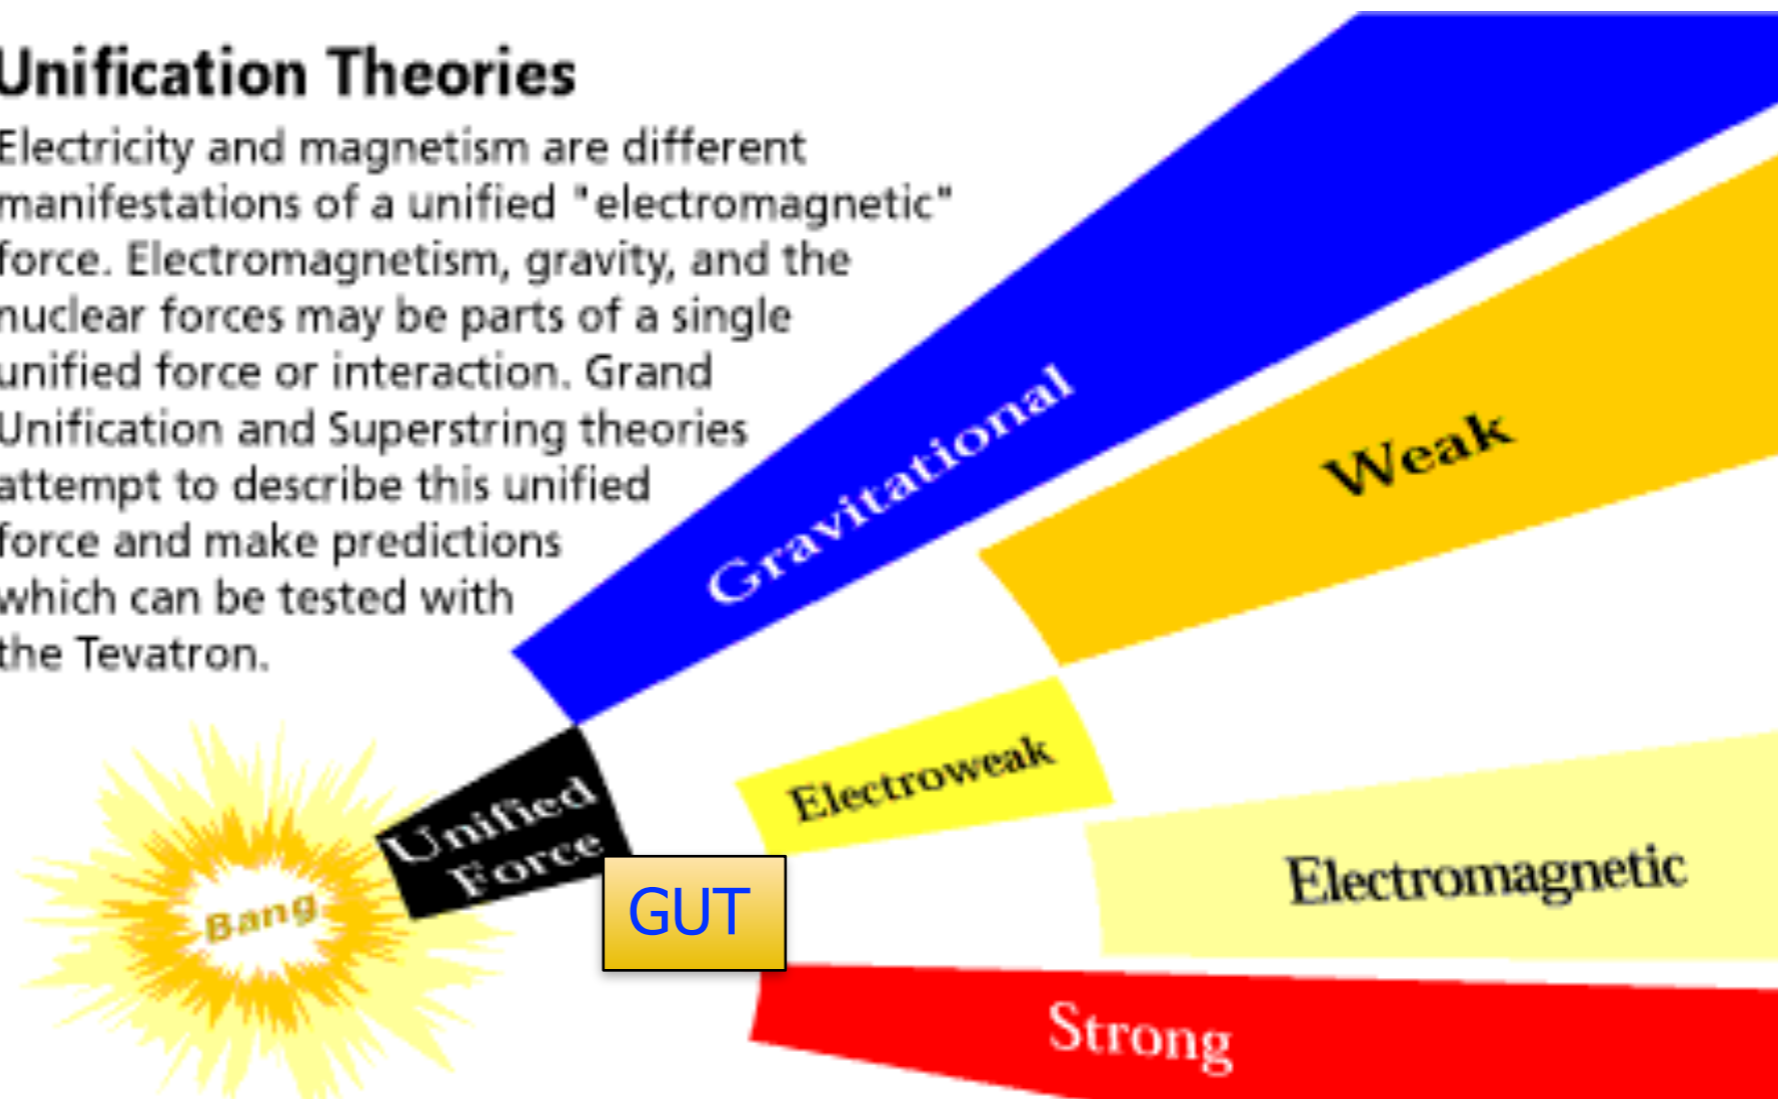 Unification Theories
Electricity and magnetism are different
manifestations of a unified "electromagnetic"
force. Electromagnetism, gravity, and the
nuclear forces may be parts of a single
unified force or interaction. Grand
Unification and Superstring theories
attempt to describe this unified
force and make predictions
which can be tested with
the Tevatron.
Gravitational
Weak
Electroweak
Unified
Force
Electromagnetic
Bang
GUT
Strong